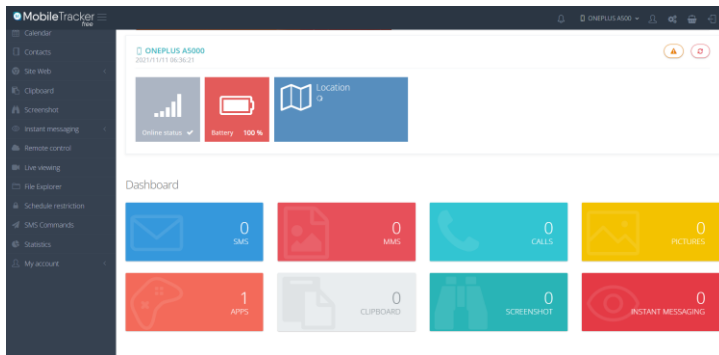 MobileTracker
free
ONEPLUS A5000
Calendar
Contacts
Site Web
Clipboard
Screenshot
Instant messaging
Remote control
Live viewing
File Explorer
Schedule restriction
SMS Commands
Statistics
My account
ONEPLUS A5000
2021/11/11 06:36:21
Online status
Battery 100 %
Location
Dashboard
0
SMS
0
MMS
0
CALLS
0
PICTURES
1
APPS
0
CLIPBOARD
0
SCREENSHOT
0
INSTANT MESSAGING